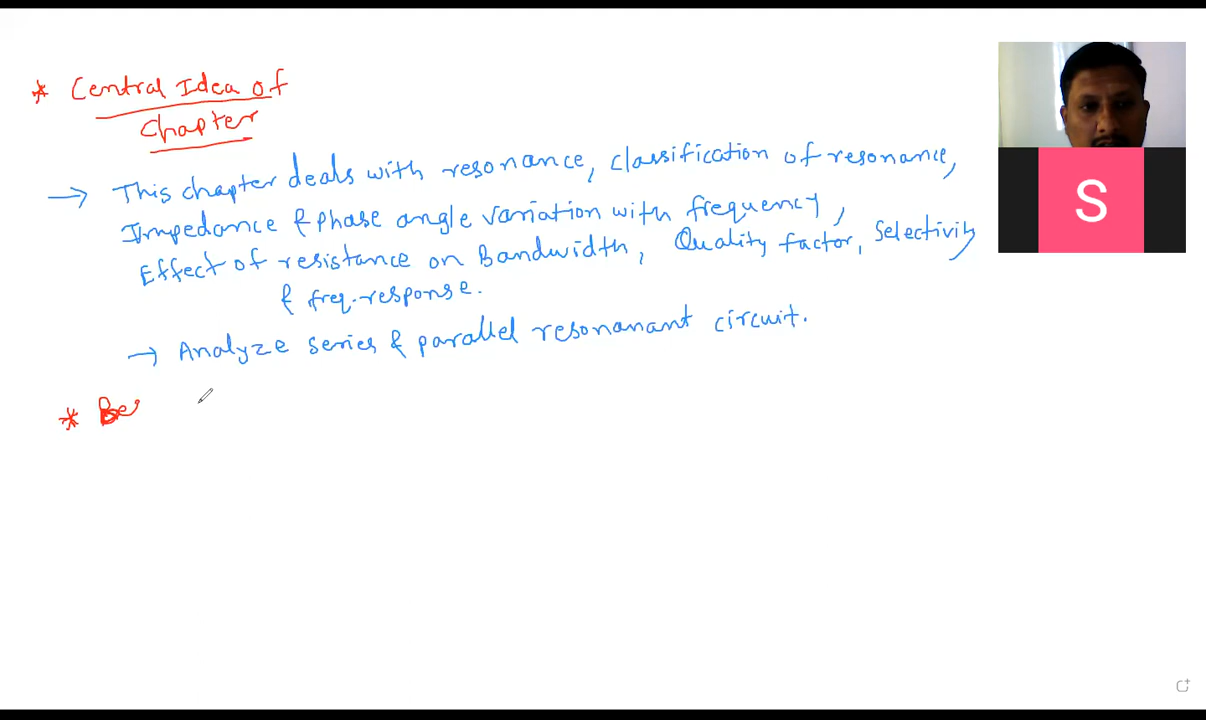 * Central Idea of
Chapter
→ This chapter deals with resonance, classification of resonance,
Impedance & phase angle variation with frequency,
Effect of resistance on Bandwidth, Quality factor, Selectivity
& freq. response.
→ Analyze series & parallel resonanant circuit.
* Be
S